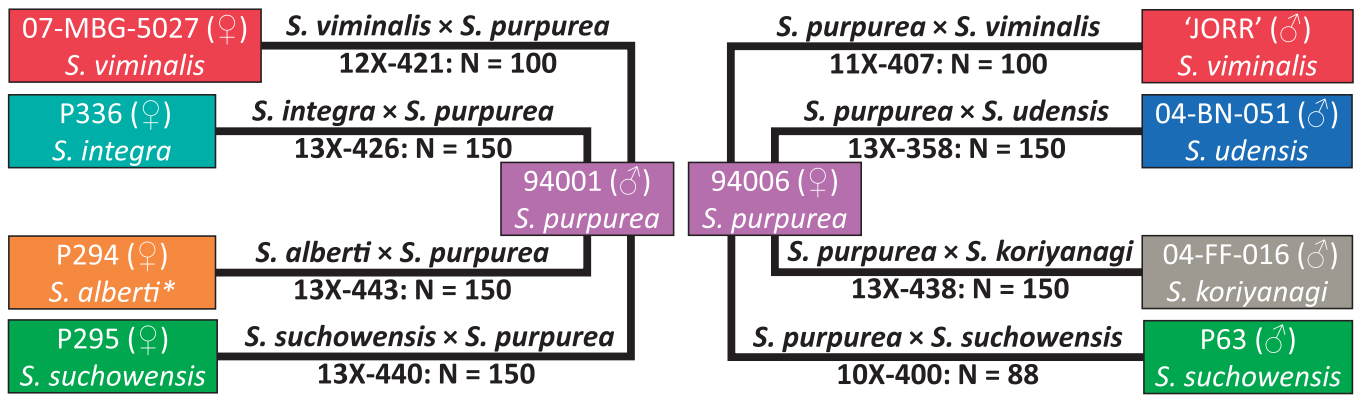 07-MBG-5027 (♀)
S. viminalis
S. viminalis × S. purpurea
12X-421: N = 100
P336 (♀)
S. integra
S. integra × S. purpurea
13X-426: N = 150
94001 (♂)
S. purpurea
P294 (♀)
S. alberti*
S. alberti × S. purpurea
13X-443: N = 150
P295 (♀)
S. suchowensis
S. suchowensis × S. purpurea
13X-440: N = 150
S. purpurea × S. viminalis
11X-407: N = 100
‘JORR’ (♂)
S. viminalis
S. purpurea × S. udensis
13X-358: N = 150
04-BN-051 (♂)
S. udensis
94006 (♀)
S. purpurea
S. purpurea × S. koriyanagi
13X-438: N = 150
04-FF-016 (♂)
S. koriyanagi
S. purpurea × S. suchowensis
10X-400: N = 88
P63 (♂)
S. suchowensis